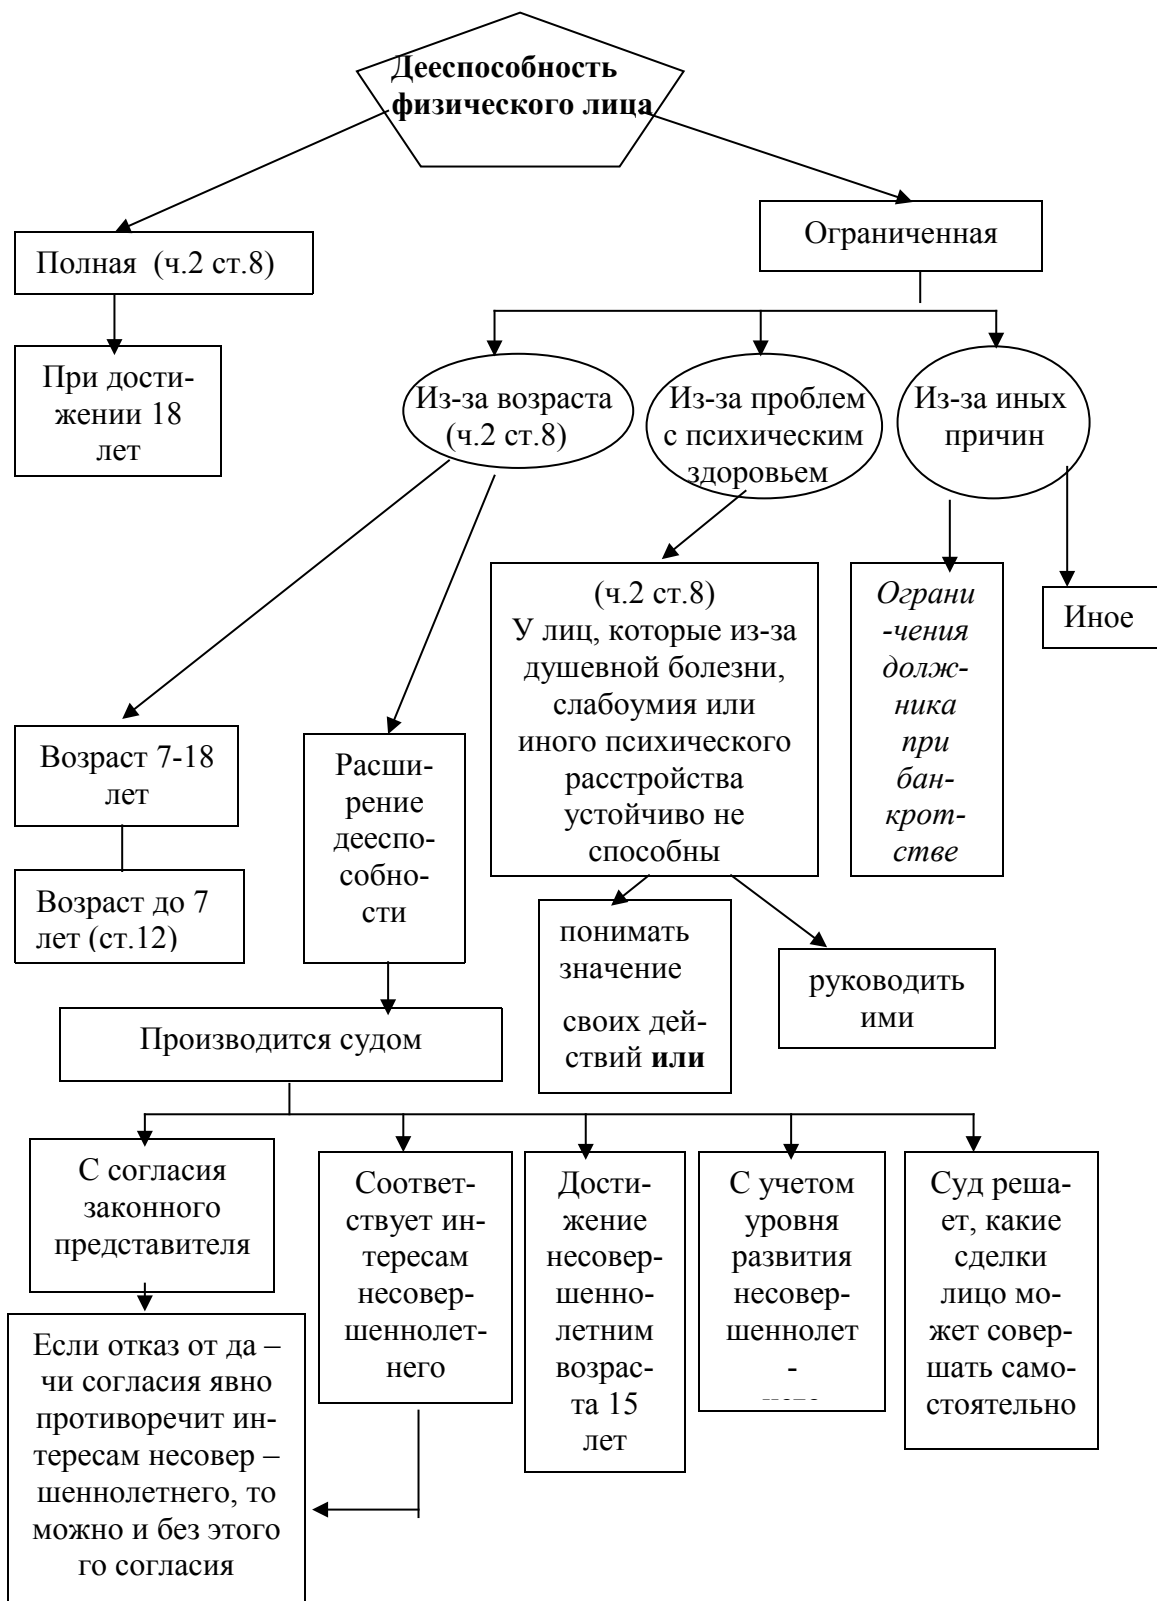 Дееспособность
физического лица
Полная (ч.2 ст.8)
Ограниченная
При дости-
жении 18
лет
Из-за возраста
(ч.2 ст.8)
Из-за проблем
с психическим
здоровьем
Из-за иных
причин
(ч.2 ст.8)
У лиц, которые из-за
душевной болезни,
слабоумия или
иного психического
расстройства
устойчиво не
способны
Ограни
-чения
долж-
ника
при
бан-
крот-
стве
Иное
Возраст 7-18
лет
Возраст до 7
лет (ст.12)
Расши-
рение
дееспо-
собно-
сти
понимать
значение
своих дей-
ствий или
руководить
ими
Производится судом
С согласия
законного
представителя
Соответ-
ствует ин-
тересам
несовер-
шеннолет-
него
Дости-
жение
несовер-
шенно-
летним
возрас-
та 15
лет
С учетом
уровня
развития
несовер-
шеннолет
-
Суд реша-
ет, какие
сделки
лицо мо-
жет совер-
шать само-
стоятельно
Если отказ от да –
чи согласия явно
противоречит ин-
тересам несовер –
шеннолетнего, то
можно и без этого
го согласия